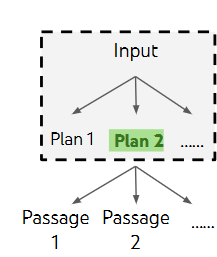 Input
Plan 1 Plan 2 ......
Passage Passage ......
1 2